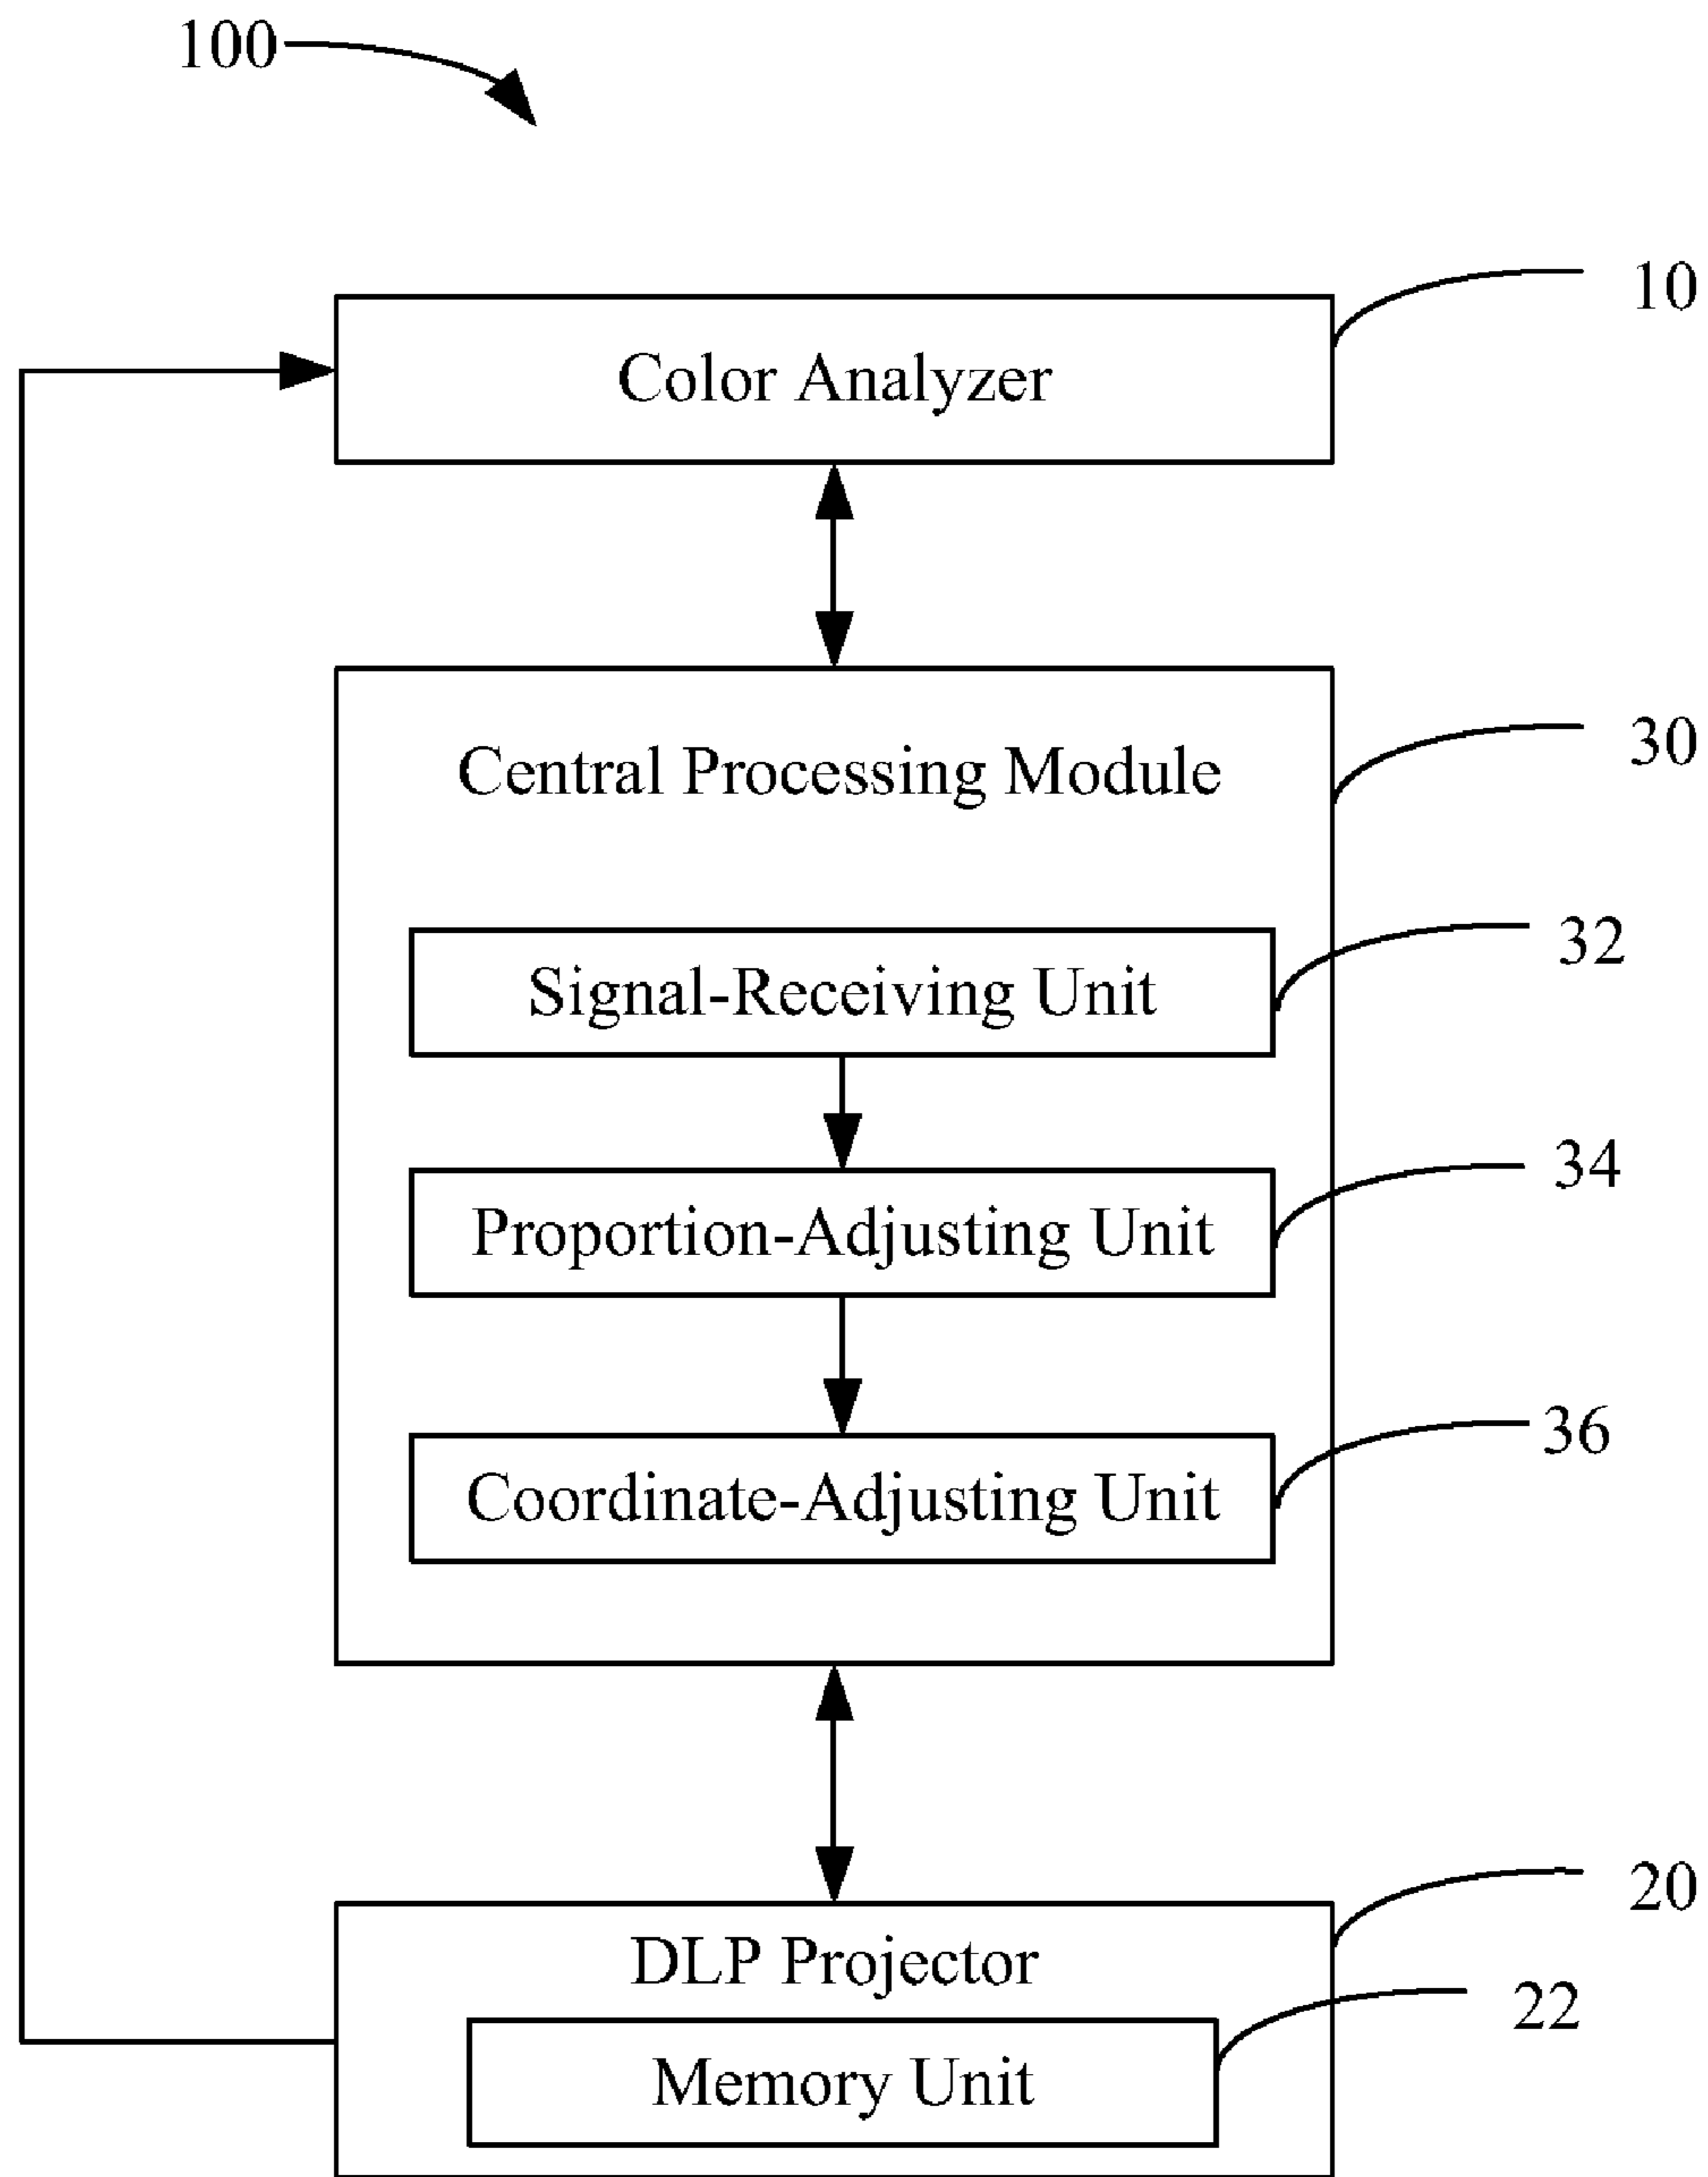 100
10
Color Analyzer
30
Central Processing Module
32
Signal-Receiving Unit
34
Proportion-Adjusting Unit
36
Coordinate-Adjusting Unit
20
DLP Projector
22
Memory Unit